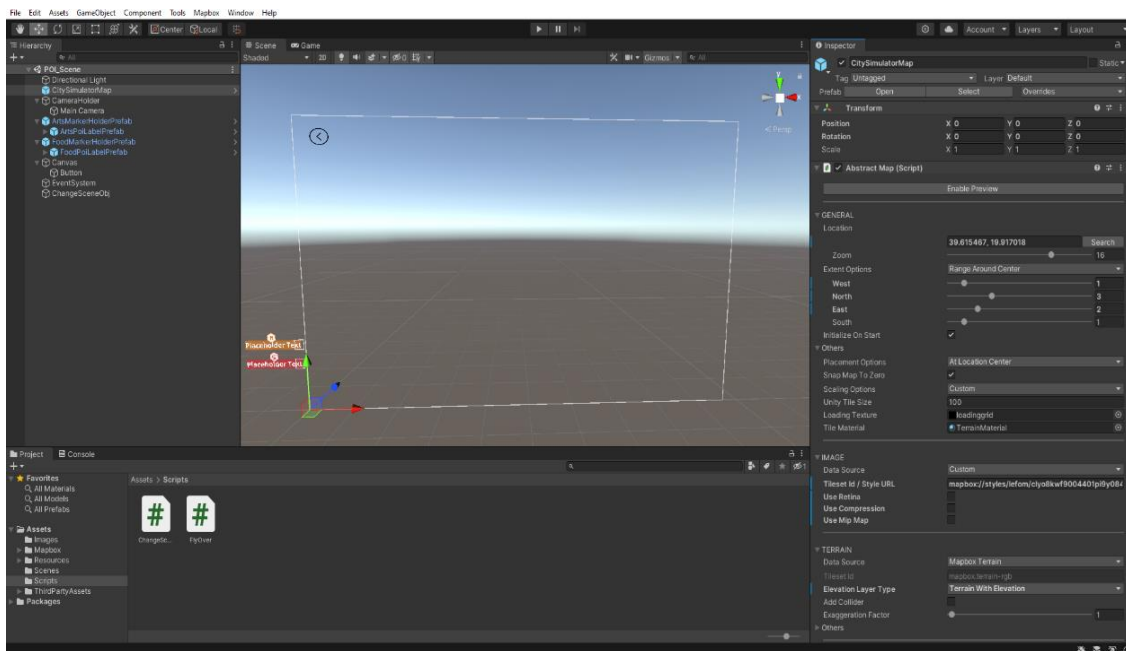 File Edit Assets GameObject Component Tools Mapbox Window Help
Center Local Account Layers Layout
Hierarchy
All
POI_Scene
Directional Light
CitySimulatorMap
CameraHolder
Main Camera
ArtsMarkerHolderPrefab
ArtsPoiLabelPrefab
FoodMarkerHolderPrefab
FoodPoiLabelPrefab
Canvas
Button
EventSystem
ChangeSceneObj
Scene Game
Shaded 2D Gizmos All
y
x
Persp
Placeholder Text
Placeholder Text
Inspector
CitySimulatorMap Static
Tag Untagged Layer Default
Prefab Open Select Overrides
Transform
Position X 0 Y 0 Z 0
Rotation X 0 Y 0 Z 0
Scale X 1 Y 1 Z 1
Abstract Map (Script)
Enable Preview
GENERAL
Location
39.615467, 19.917018 Search
Zoom 16
Extent Options Range Around Center
West 1
North 3
East 2
South 1
Initialize On Start
Others
Placement Options At Location Center
Snap Map To Zero
Scaling Options Custom
Unity Tile Size 100
Loading Texture loadinggrid
Tile Material TerrainMaterial
IMAGE
Data Source Custom
Tileset Id / Style URL
Use Retina
Use Compression
Use Mip Map
TERRAIN
Data Source Mapbox Terrain
Tileset Id mapbox.terrain-rgb
Elevation Layer Type Terrain With Elevation
Add Collider
Exaggeration Factor 1
Others
Project Console
Favorites
All Materials
All Models
All Prefabs
Assets
Images
Mapbox
Resources
Scenes
Scripts
ThirdPartyAssets
Packages
Assets > Scripts
# #
ChangeSc... FlyOver